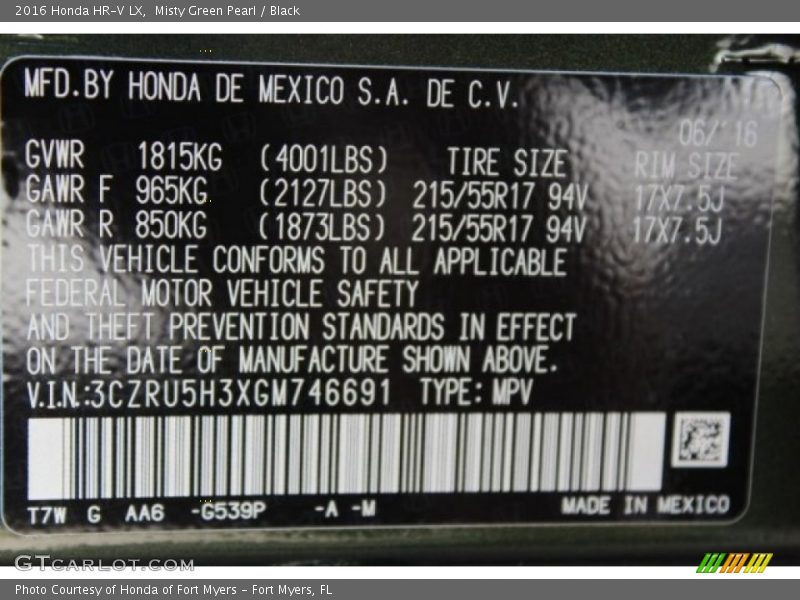 2016 Honda HR-V LX, Misty Green Pearl / Black
MFD.BY HONDA DE MEXICO S.A. DE C.V.
06/'16
GVWR 1815KG (4001LBS) TIRE SIZE RIM SIZE
GAWR F 965KG (2127LBS) 215/55R17 94V 17X7.5J
GAWR R 850KG (1873LBS) 215/55R17 94V 17X7.5J
THIS VEHICLE CONFORMS TO ALL APPLICABLE
FEDERAL MOTOR VEHICLE SAFETY
AND THEFT PREVENTION STANDARDS IN EFFECT
ON THE DATE OF MANUFACTURE SHOWN ABOVE.
V.I.N.:3CZRU5H3XGM746691 TYPE: MPV
T7W G AA6 -G539P -A -M MADE IN MEXICO
GTcarlot.com
Photo Courtesy of Honda of Fort Myers - Fort Myers, FL